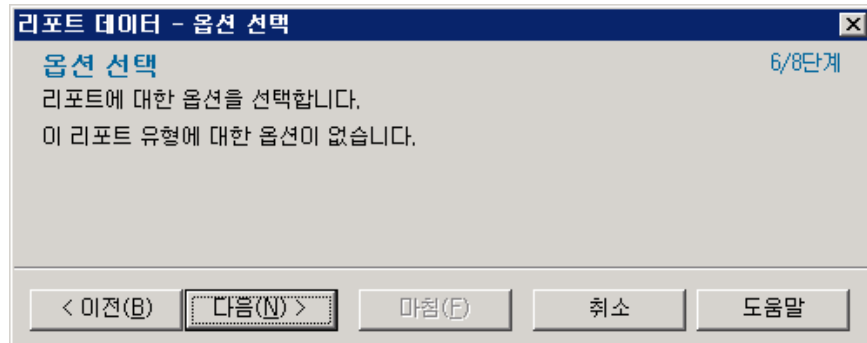 리포트 데이터 - 옵션 선택
옵션 선택 6/8단계
리포트에 대한 옵션을 선택합니다.
이 리포트 유형에 대한 옵션이 없습니다.
< 이전(B) 다음(N) > 마침(F) 취소 도움말